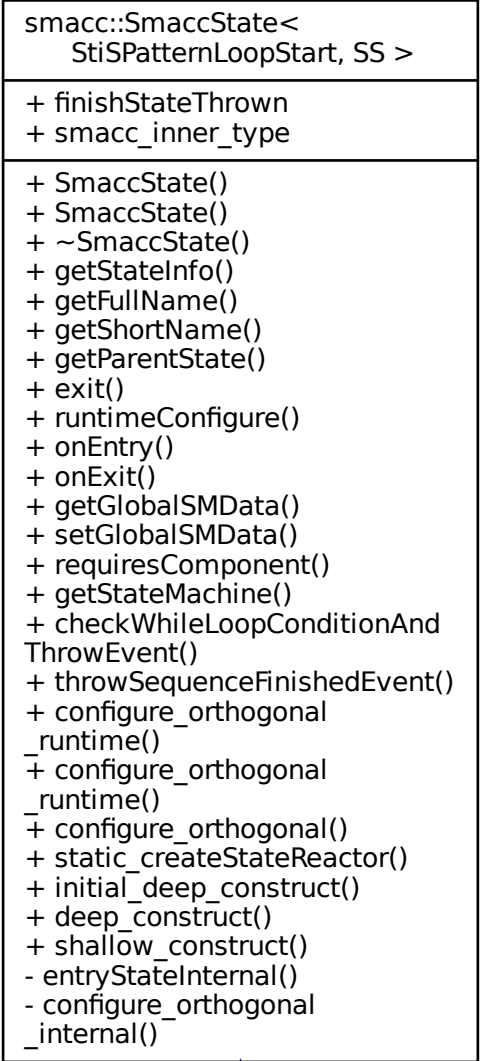 smacc::SmaccState<
StiSPatternLoopStart, SS >
+ finishStateThrown
+ smacc_inner_type
+ SmaccState()
+ SmaccState()
+ ~SmaccState()
+ getStateInfo()
+ getFullName()
+ getShortName()
+ getParentState()
+ exit()
+ runtimeConfigure()
+ onEntry()
+ onExit()
+ getGlobalSMData()
+ setGlobalSMData()
+ requiresComponent()
+ getStateMachine()
+ checkWhileLoopConditionAnd
ThrowEvent()
+ throwSequenceFinishedEvent()
+ configure_orthogonal
_runtime()
+ configure_orthogonal
_runtime()
+ configure_orthogonal()
+ static_createStateReactor()
+ initial_deep_construct()
+ deep_construct()
+ shallow_construct()
- entryStateInternal()
- configure_orthogonal
_internal()